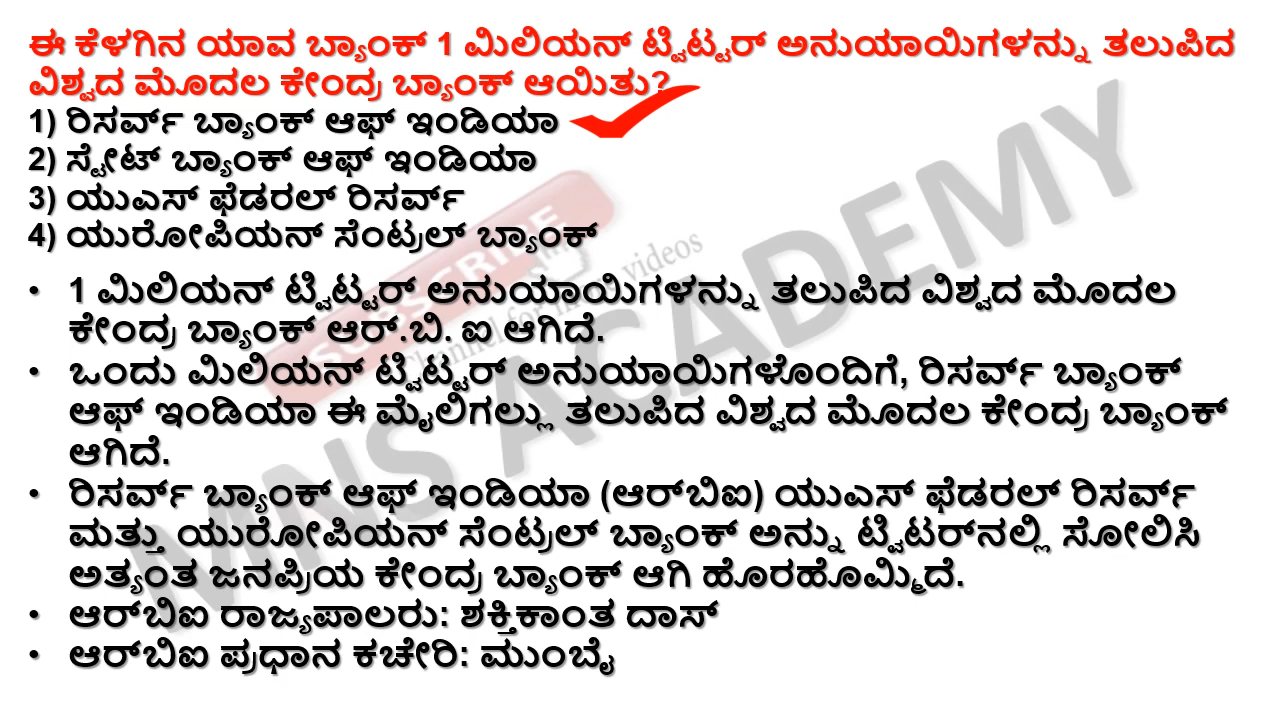 ಈ ಕೆಳಗಿನ ಯಾವ ಬ್ಯಾಂಕ್ 1 ಮಿಲಿಯನ್ ಟ್ವಿಟ್ಟರ್ ಅನುಯಾಯಿಗಳನ್ನು ತಲುಪಿದ
ವಿಶ್ವದ ಮೊದಲ ಕೇಂದ್ರ ಬ್ಯಾಂಕ್ ಆಯಿತು?
1) ರಿಸರ್ವ್ ಬ್ಯಾಂಕ್ ಆಫ್ ಇಂಡಿಯಾ
2) ಸ್ಟೇಟ್ ಬ್ಯಾಂಕ್ ಆಫ್ ಇಂಡಿಯಾ
3) ಯುಎಸ್ ಫೆಡರಲ್ ರಿಸರ್ವ್
4) ಯುರೋಪಿಯನ್ ಸೆಂಟ್ರಲ್ ಬ್ಯಾಂಕ್
• 1 ಮಿಲಿಯನ್ ಟ್ವಿಟ್ಟರ್ ಅನುಯಾಯಿಗಳನ್ನು ತಲುಪಿದ ವಿಶ್ವದ ಮೊದಲ
ಕೇಂದ್ರ ಬ್ಯಾಂಕ್ ಆರ್.ಬಿ. ಐ ಆಗಿದೆ.
• ಒಂದು ಮಿಲಿಯನ್ ಟ್ವಿಟ್ಟರ್ ಅನುಯಾಯಿಗಳೊಂದಿಗೆ, ರಿಸರ್ವ್ ಬ್ಯಾಂಕ್
ಆಫ್ ಇಂಡಿಯಾ ಈ ಮೈಲಿಗಲ್ಲು ತಲುಪಿದ ವಿಶ್ವದ ಮೊದಲ ಕೇಂದ್ರ ಬ್ಯಾಂಕ್
ಆಗಿದೆ.
• ರಿಸರ್ವ್ ಬ್ಯಾಂಕ್ ಆಫ್ ಇಂಡಿಯಾ (ಆರ್‌ಬಿಐ) ಯುಎಸ್ ಫೆಡರಲ್ ರಿಸರ್ವ್
ಮತ್ತು ಯುರೋಪಿಯನ್ ಸೆಂಟ್ರಲ್ ಬ್ಯಾಂಕ್ ಅನ್ನು ಟ್ವಿಟರ್‌ನಲ್ಲಿ ಸೋಲಿಸಿ
ಅತ್ಯಂತ ಜನಪ್ರಿಯ ಕೇಂದ್ರ ಬ್ಯಾಂಕ್ ಆಗಿ ಹೊರಹೊಮ್ಮಿದೆ.
• ಆರ್‌ಬಿಐ ರಾಜ್ಯಪಾಲರು: ಶಕ್ತಿಕಾಂತ ದಾಸ್
• ಆರ್‌ಬಿಐ ಪ್ರಧಾನ ಕಚೇರಿ: ಮುಂಬೈ
SUBSCRIBE
videos
MNS ACADEMY